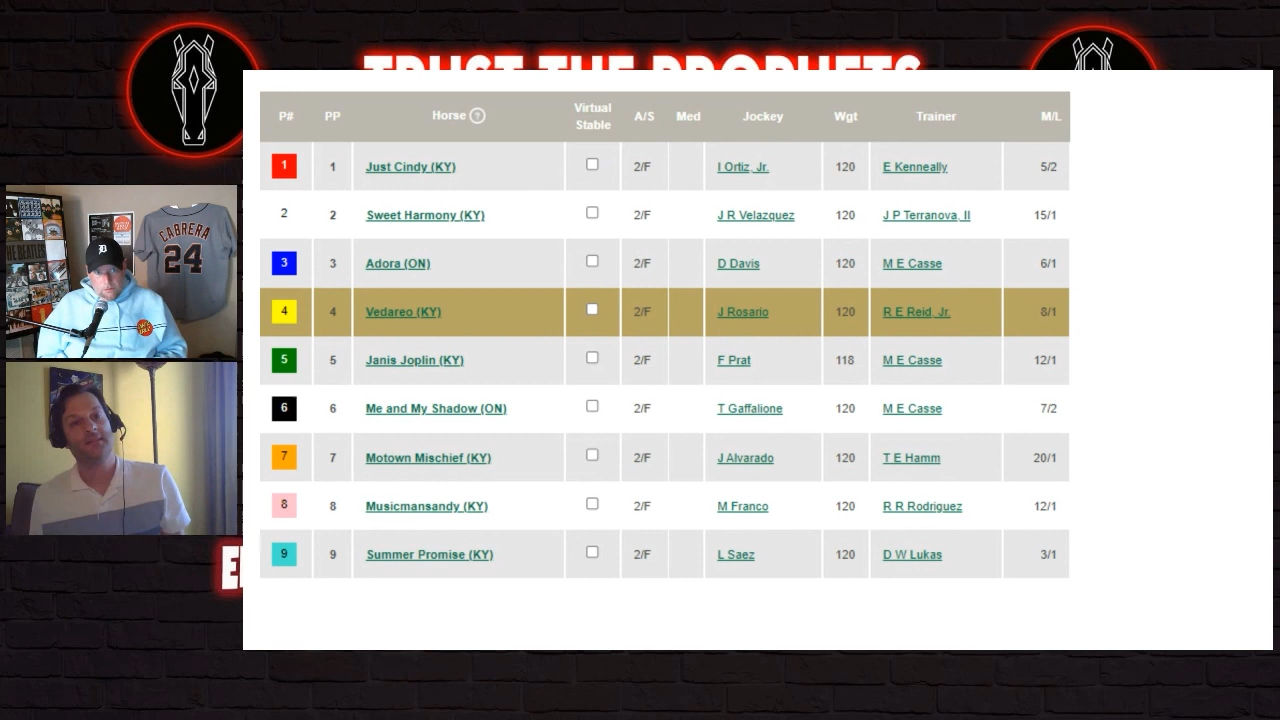 TRUST THE PROPHETS
P# PP Horse ? Virtual Stable A/S Med Jockey Wgt Trainer M/L
1 1 Just Cindy (KY) 2/F I Ortiz, Jr. 120 E Kenneally 5/2
2 2 Sweet Harmony (KY) 2/F J R Velazquez 120 J P Terranova, II 15/1
3 3 Adora (ON) 2/F D Davis 120 M E Casse 6/1
4 4 Vedareo (KY) 2/F J Rosario 120 R E Reid, Jr. 8/1
5 5 Janis Joplin (KY) 2/F F Prat 118 M E Casse 12/1
6 6 Me and My Shadow (ON) 2/F T Gaffalione 120 M E Casse 7/2
7 7 Motown Mischief (KY) 2/F J Alvarado 120 T E Hamm 20/1
8 8 Musicmansandy (KY) 2/F M Franco 120 R R Rodriguez 12/1
9 9 Summer Promise (KY) 2/F L Saez 120 D W Lukas 3/1
CABRERA
24
THE BEATLES
D
E